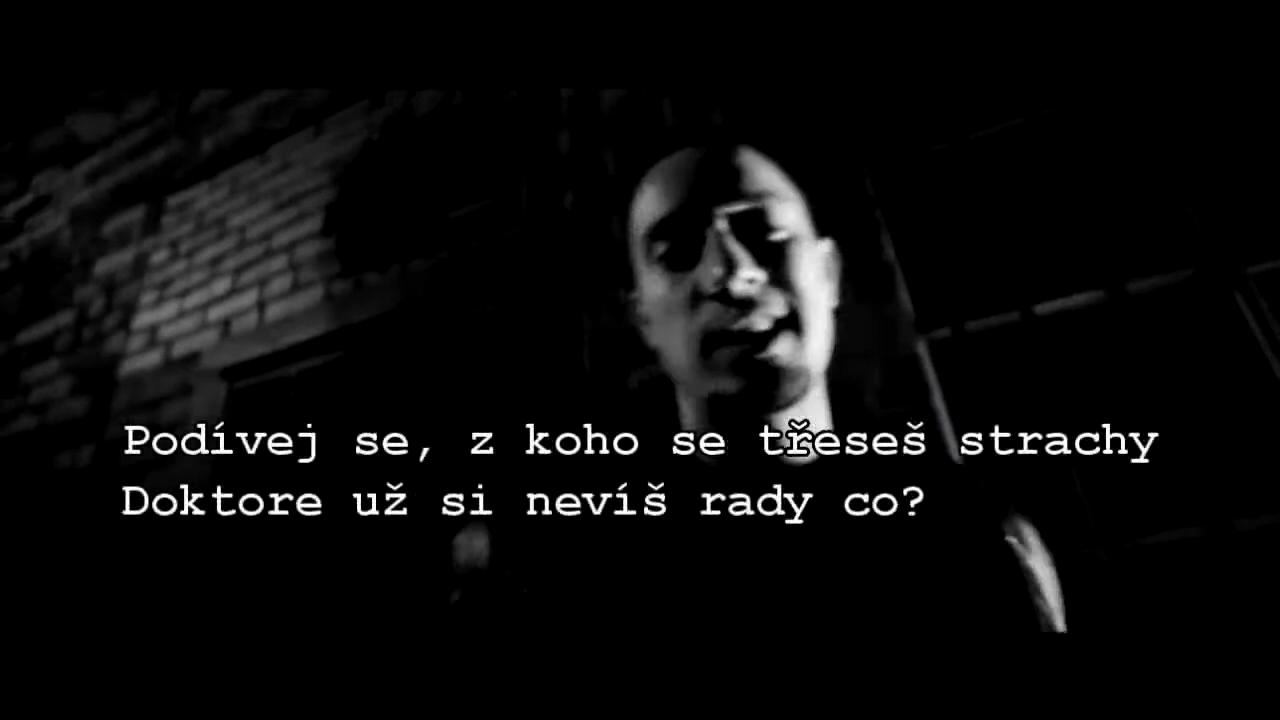 Podívej se, z koho se třeseš strachy
Doktore už si nevíš rady co?